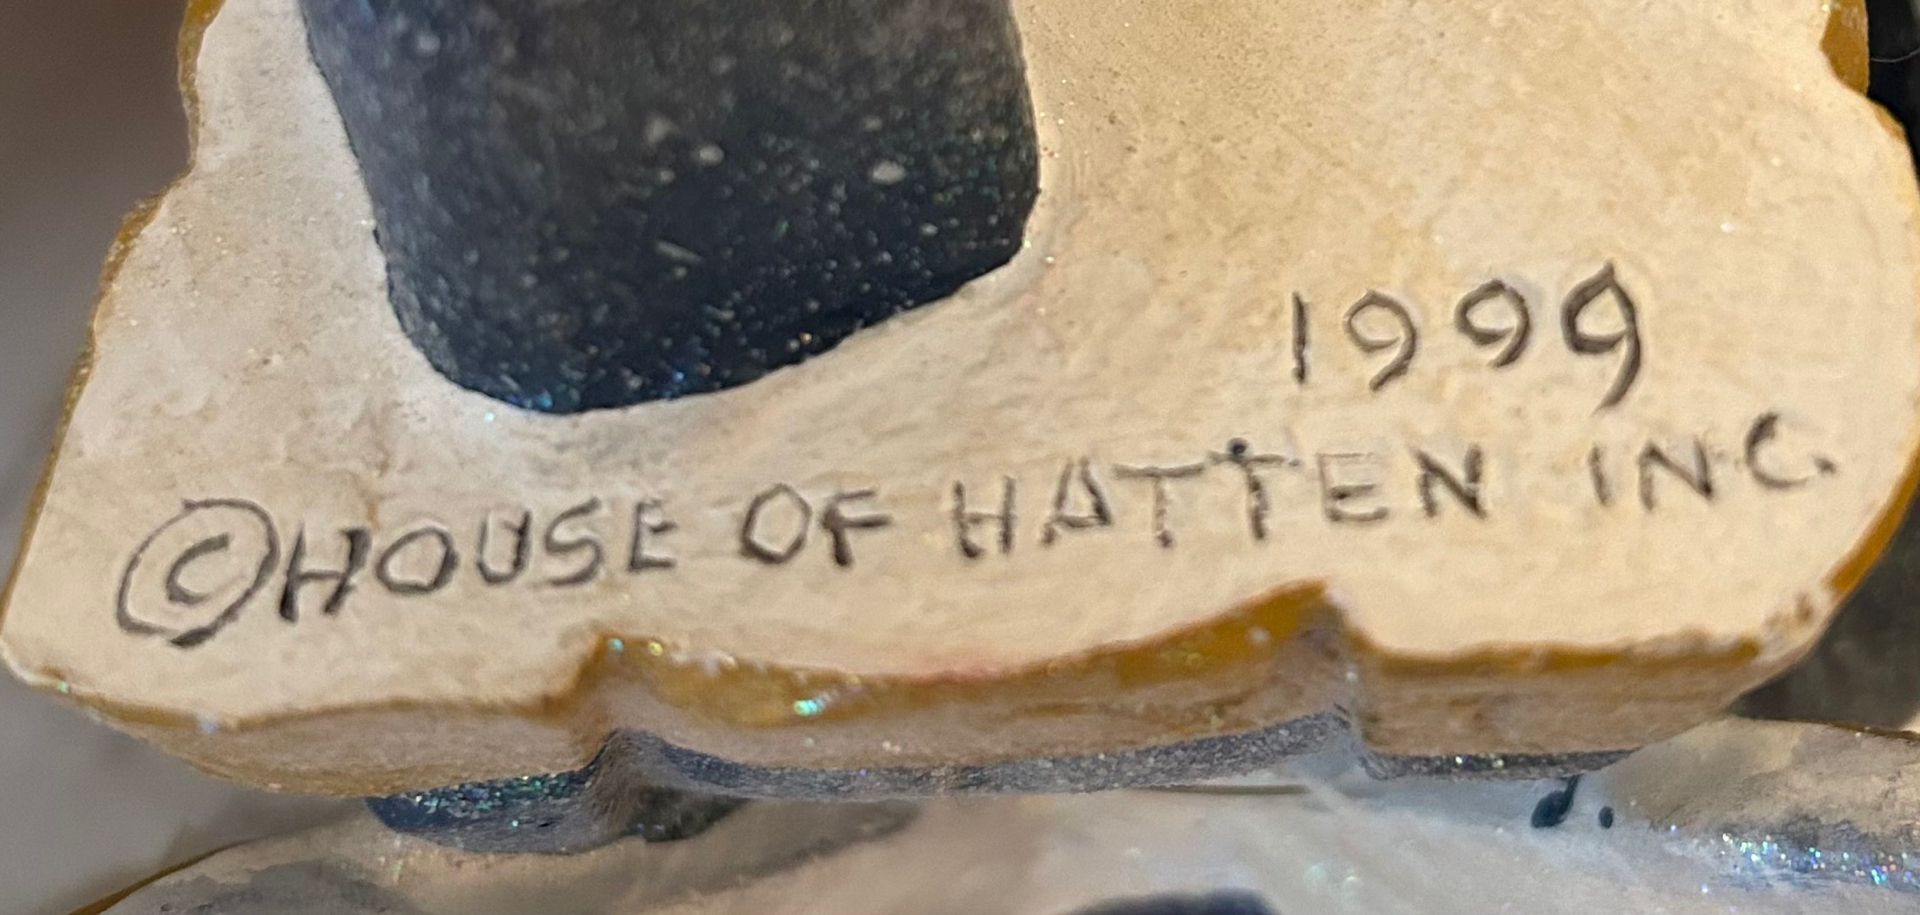 1999
©HOUSE OF HATTEN INC.